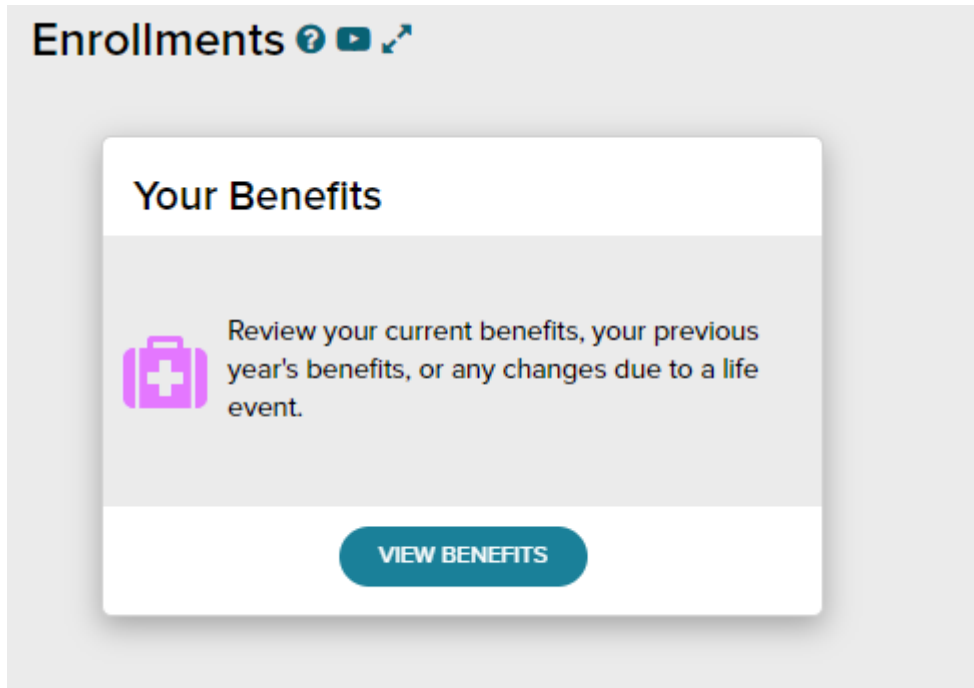 Enrollments
Your Benefits
Review your current benefits, your previous
year's benefits, or any changes due to a life
event.
VIEW BENEFITS